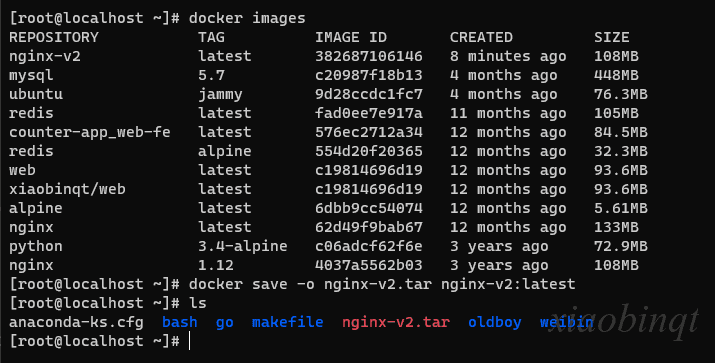 [root@localhost ~]# docker images
REPOSITORY TAG IMAGE ID CREATED SIZE
nginx-v2 latest 382687106146 8 minutes ago 108MB
mysql 5.7 c20987f18b13 4 months ago 448MB
ubuntu jammy 9d28ccdc1fc7 4 months ago 76.3MB
redis latest fad0ee7e917a 11 months ago 105MB
counter-app_web-fe latest 576ec2712a34 12 months ago 84.5MB
redis alpine 554d20f20365 12 months ago 32.3MB
web latest c19814696d19 12 months ago 93.6MB
xiaobinqt/web latest c19814696d19 12 months ago 93.6MB
alpine latest 6dbb9cc54074 12 months ago 5.61MB
nginx latest 62d49f9bab67 12 months ago 133MB
python 3.4-alpine c06adcf62f6e 3 years ago 72.9MB
nginx 1.12 4037a5562b03 3 years ago 108MB
[root@localhost ~]# docker save -o nginx-v2.tar nginx-v2:latest
[root@localhost ~]# ls
anaconda-ks.cfg bash go makefile nginx-v2.tar oldboy weibin
[root@localhost ~]#
xiaobinqt